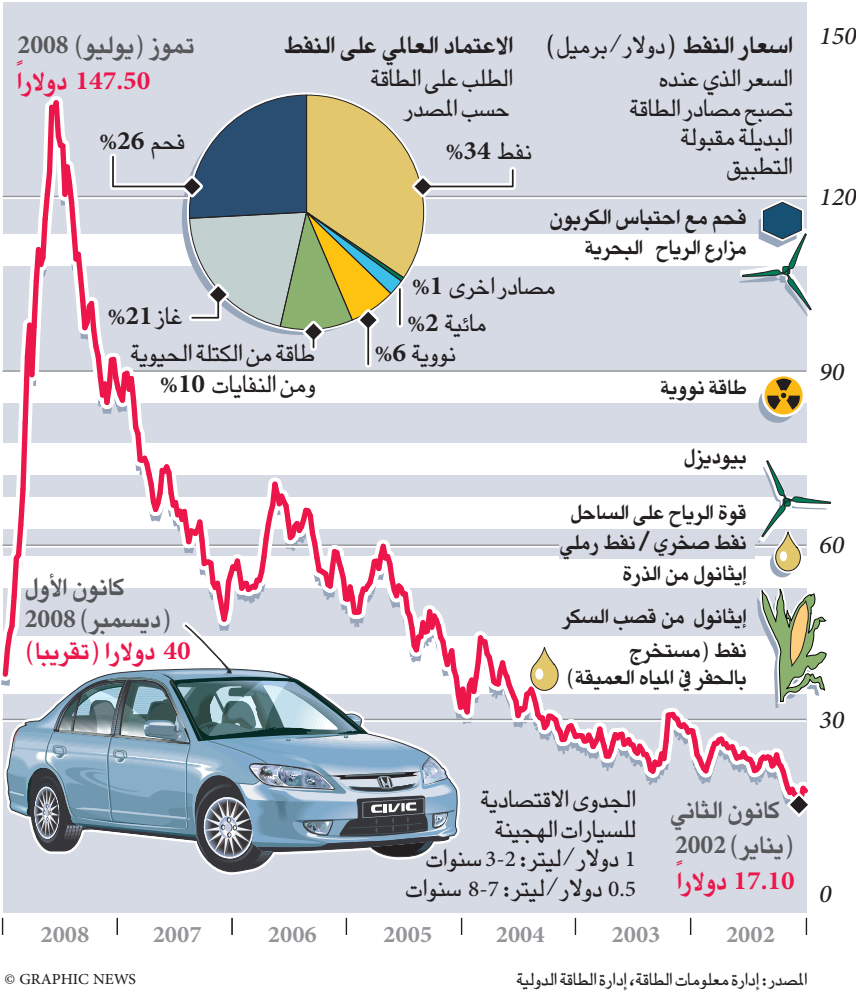 اسعار النفط (دولار/برميل)
السعر الذي عنده
تصبح مصادر الطاقة
البديلة مقبولة
التطبيق
الاعتماد العالمي على النفط
الطلب على الطاقة
حسب المصدر
نفط 34%
فحم 26%
مصادر اخرى 1%
مائية 2%
نووية 6%
طاقة من الكتلة الحيوية
ومن النفايات 10%
غاز 21%
تموز (يوليو) 2008
147.50 دولاراً
150
120
90
60
30
0
فحم مع احتباس الكربون
مزارع الرياح البحرية
طاقة نووية
بيوديزل
قوة الرياح على الساحل
نفط صخري / نفط رملي
إيثانول من الذرة
إيثانول من قصب السكر
نفط (مستخرج
بالحفر في المياه العميقة)
كانون الأول
(ديسمبر) 2008
40 دولارا (تقريبا)
CIVIC
الجدوى الاقتصادية
للسيارات الهجينة
1 دولار/ليتر: 2-3 سنوات
0.5 دولار/ليتر: 7-8 سنوات
كانون الثاني
(يناير) 2002
17.10 دولاراً
2002
2003
2004
2005
2006
2007
2008
المصدر: إدارة معلومات الطاقة، إدارة الطاقة الدولية
© GRAPHIC NEWS